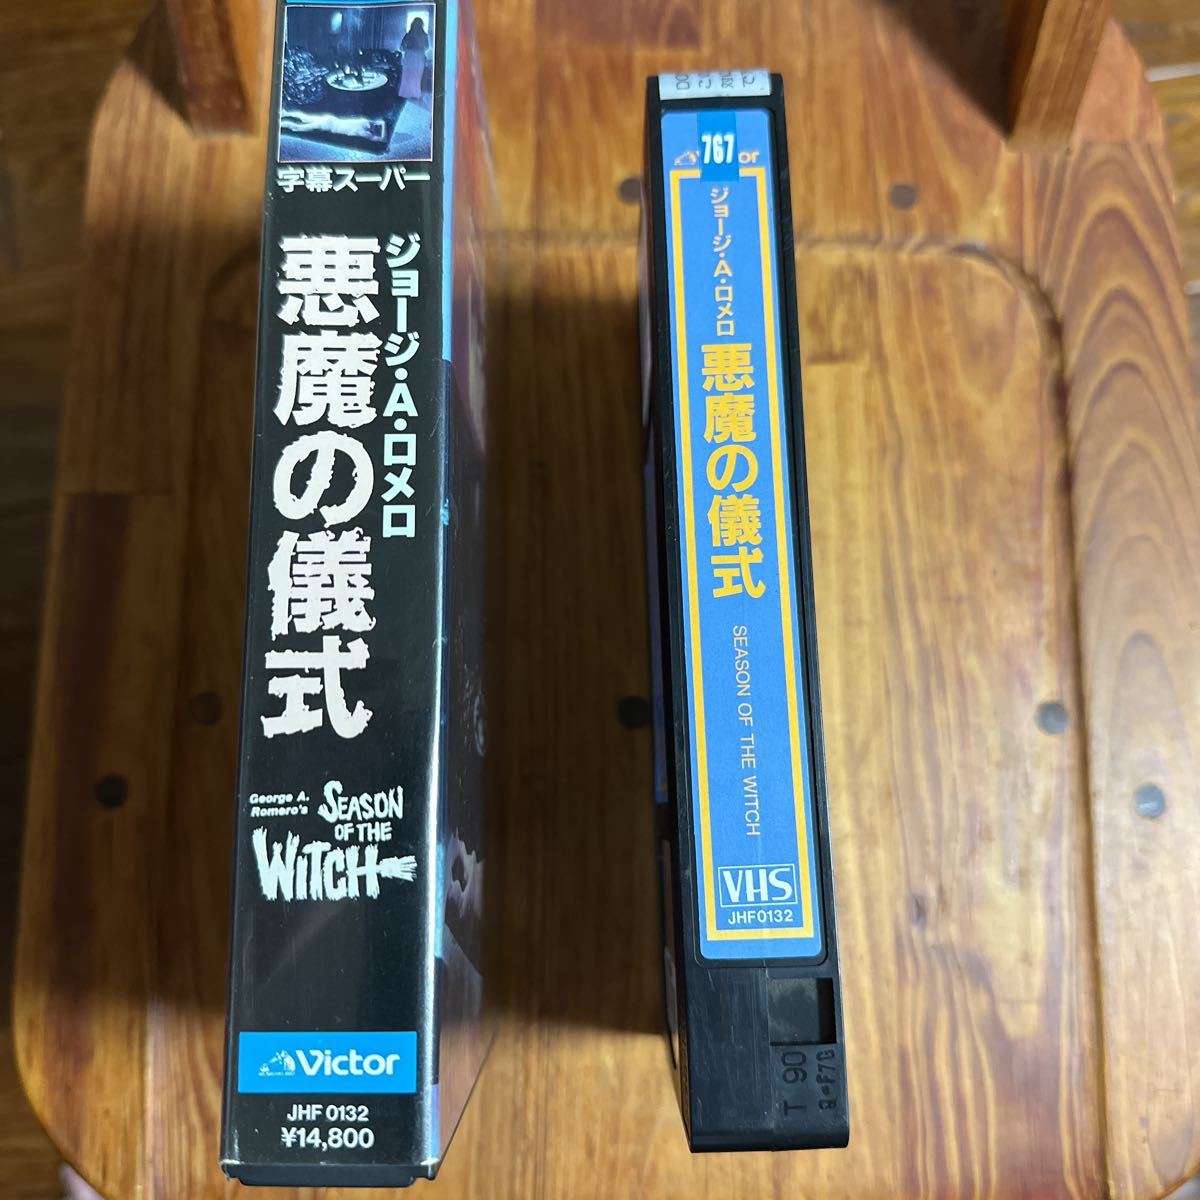 字幕スーパー
ジョージ・A・ロメロ
悪魔の儀式
George A.
Romero's
SEASON
OF THE
WITCH
Victor
JHF 0132
¥14,800
767
or
ジョージ・A・ロメロ
悪魔の儀式
SEASON OF THE WITCH
VHS
JHF0132
T 90